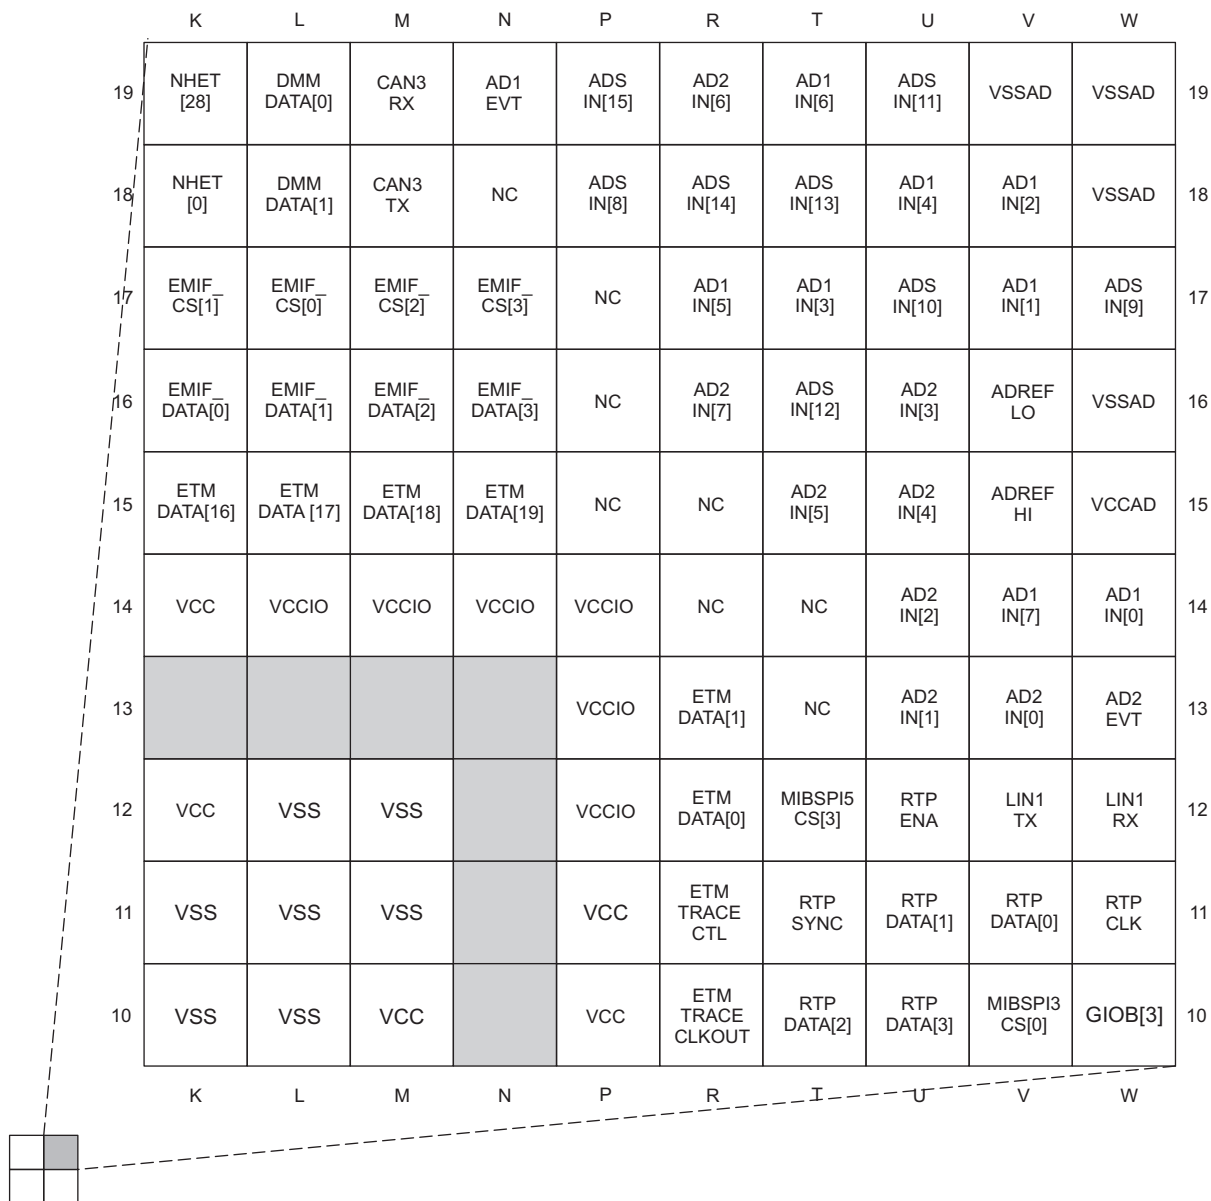 K L M N P R T U V W
19 NHET DMM CAN3 AD1 ADS AD2 AD1 ADS VSSAD VSSAD 19
[28] DATA[0] RX EVT IN[15] IN[6] IN[6] IN[11]
18 NHET DMM CAN3 NC ADS ADS ADS AD1 AD1 VSSAD 18
[0] DATA[1] TX IN[8] IN[14] IN[13] IN[4] IN[2]
17 EMIF_ EMIF_ EMIF_ EMIF_ NC AD1 AD1 ADS AD1 ADS 17
CS[1] CS[0] CS[2] CS[3] IN[5] IN[3] IN[10] IN[1] IN[9]
16 EMIF_ EMIF_ EMIF_ EMIF_ NC AD2 ADS AD2 ADREF VSSAD 16
DATA[0] DATA[1] DATA[2] DATA[3] IN[7] IN[12] IN[3] LO
15 ETM ETM ETM ETM NC NC AD2 AD2 ADREF VCCAD 15
DATA[16] DATA [17] DATA[18] DATA[19] IN[5] IN[4] HI
14 VCC VCCIO VCCIO VCCIO VCCIO NC NC AD2 AD1 AD1 14
IN[2] IN[7] IN[0]
13 VCCIO ETM NC AD2 AD2 AD2 13
DATA[1] IN[1] IN[0] EVT
12 VCC VSS VSS VCCIO ETM MIBSPI5 RTP LIN1 LIN1 12
DATA[0] CS[3] ENA TX RX
11 VSS VSS VSS VCC ETM RTP RTP RTP RTP 11
TRACE SYNC DATA[1] DATA[0] CLK
CTL
10 VSS VSS VCC VCC ETM RTP RTP MIBSPI3 GIOB[3] 10
TRACE DATA[2] DATA[3] CS[0]
CLKOUT
K L M N P R T U V W